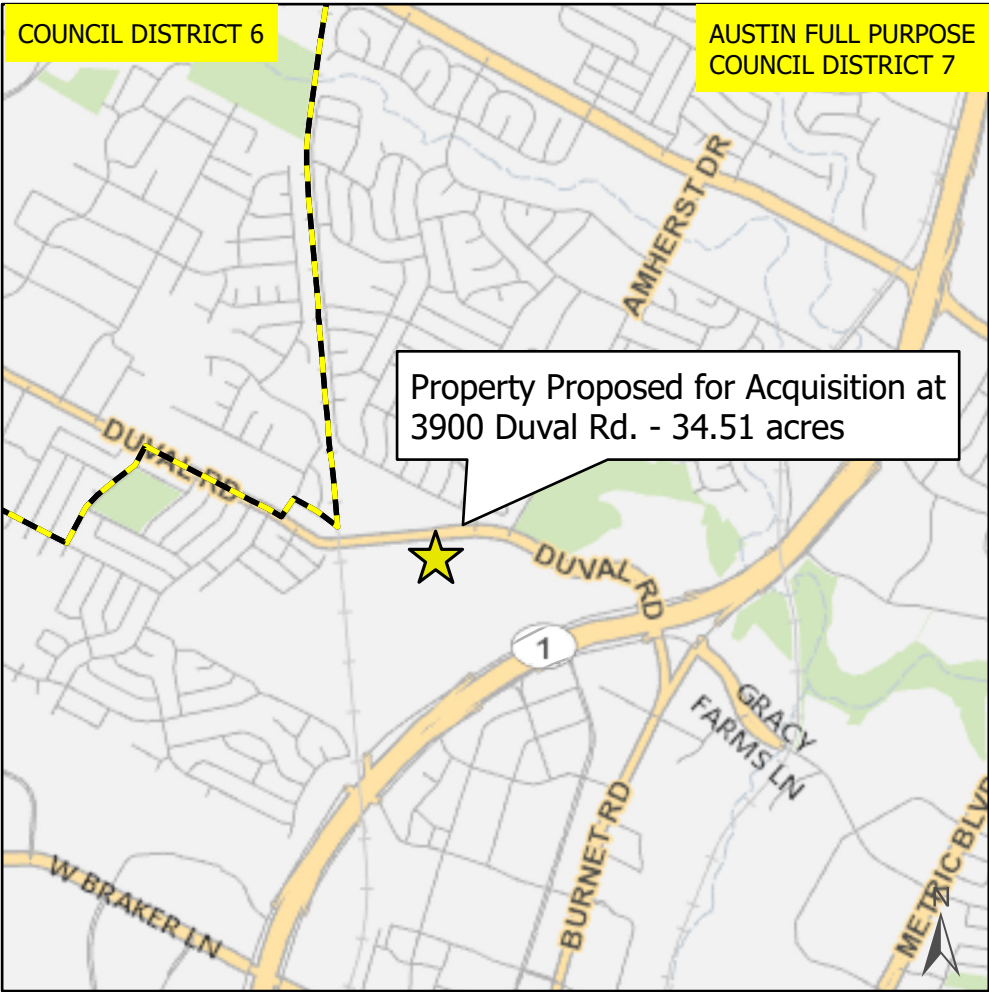 COUNCIL DISTRICT 6
AUSTIN FULL PURPOSE
COUNCIL DISTRICT 7
AMHERST DR
Property Proposed for Acquisition at
3900 Duval Rd. - 34.51 acres
DUVAL RD
DUVAL RD
1
GRACY
FARMS LN
W BRAKER LN
BURNET RD
METRIC BLVD
N